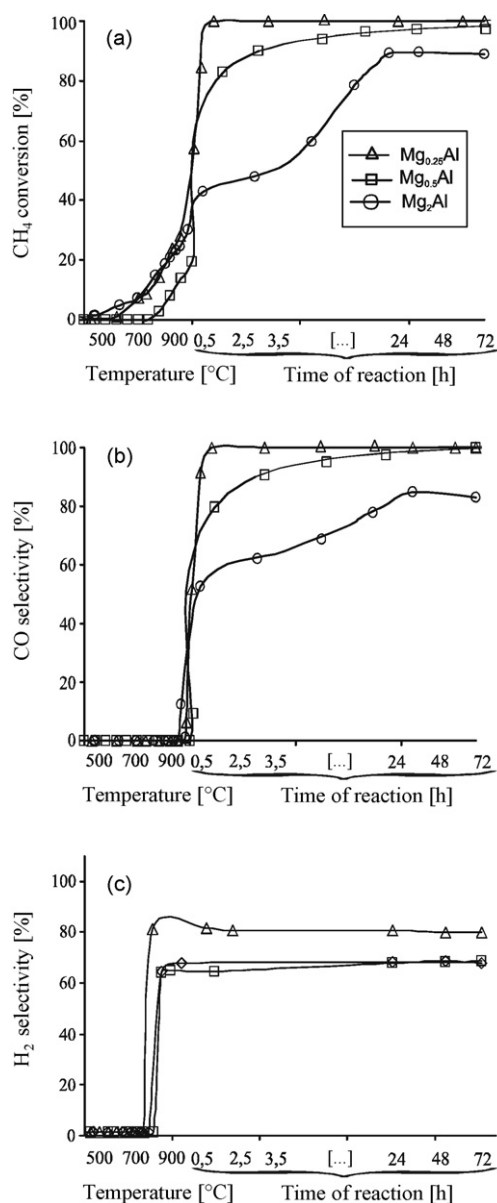 (a)
CH4 conversion [%]
100
80
60
40
20
0
Mg0.25Al
Mg0.5Al
Mg2Al
500 700 900 0,5 2,5 3,5 [...] 24 48 72
Temperature [°C] Time of reaction [h]
(b)
CO selectivity [%]
100
80
60
40
20
0
500 700 900 0,5 2,5 3,5 [...] 24 48 72
Temperature [°C] Time of reaction [h]
(c)
H2 selectivity [%]
100
80
60
40
20
0
500 700 900 0,5 2,5 3,5 [...] 24 48 72
Temperature [°C] Time of reaction [h]